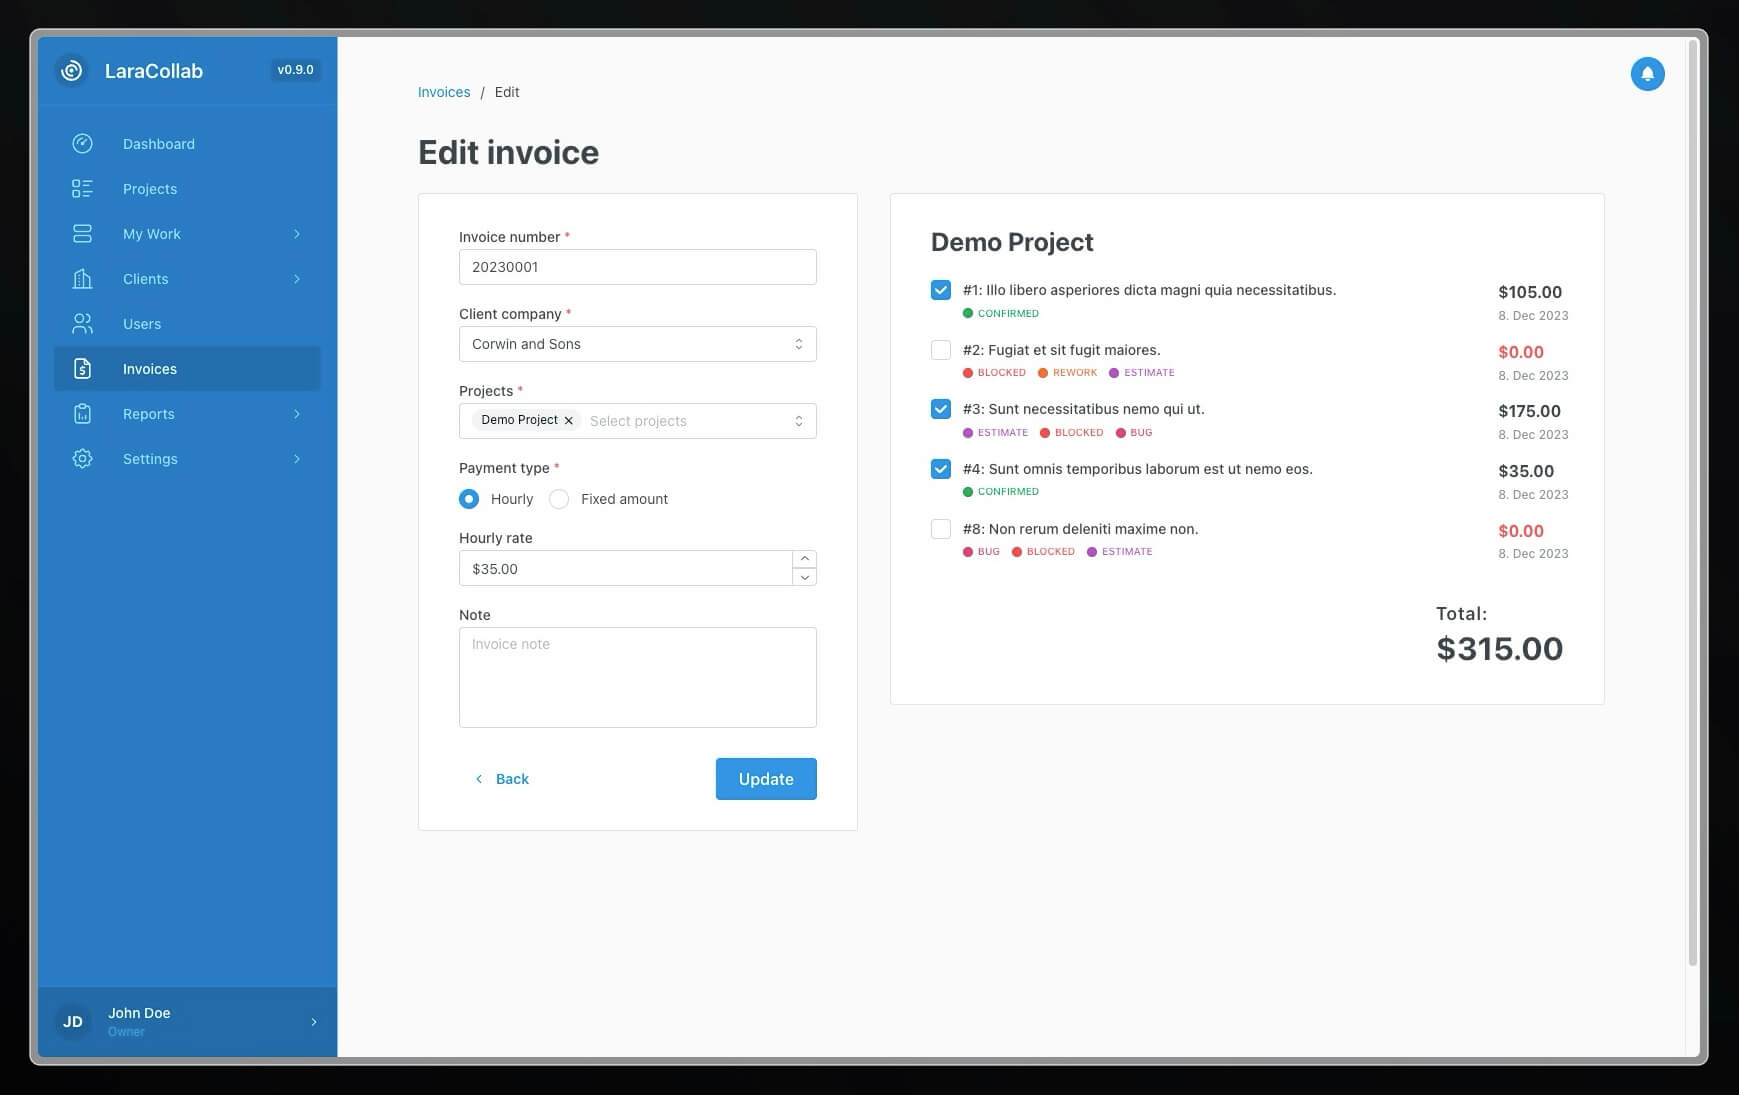 LaraCollab
v0.9.0
Dashboard
Projects
My Work
Clients
Users
Invoices
Reports
Settings
JD
John Doe
Owner
Invoices / Edit
Edit invoice
Invoice number *
20230001
Client company *
Corwin and Sons
Projects *
Demo Project Select projects
Payment type *
Hourly Fixed amount
Hourly rate
$35.00
Note
Invoice note
Back
Update
Demo Project
#1: Illo libero asperiores dicta magni quia necessitatibus. $105.00
CONFIRMED 8. Dec 2023
#2: Fugiat et sit fugit maiores. $0.00
BLOCKED REWORK ESTIMATE 8. Dec 2023
#3: Sunt necessitatibus nemo qui ut. $175.00
ESTIMATE BLOCKED BUG 8. Dec 2023
#4: Sunt omnis temporibus laborum est ut nemo eos. $35.00
CONFIRMED 8. Dec 2023
#8: Non rerum deleniti maxime non. $0.00
BUG BLOCKED ESTIMATE 8. Dec 2023
Total:
$315.00